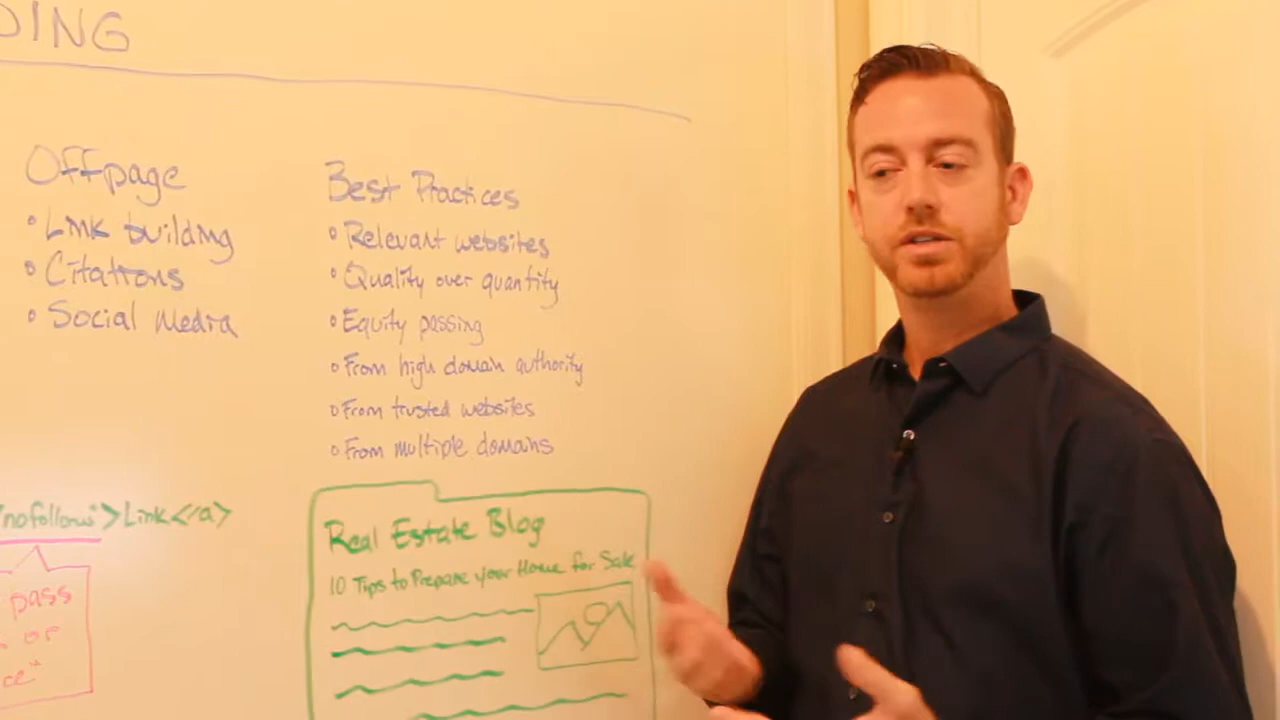 DING
Offpage
• Link building
• Citations
• Social Media
Best Practices
• Relevant websites
• Quality over quantity
• Equity passing
• From high domain authority
• From trusted websites
• From multiple domains
"nofollow">Link</a>
pass
or
Real Estate Blog
10 Tips to Prepare your Home for Sale